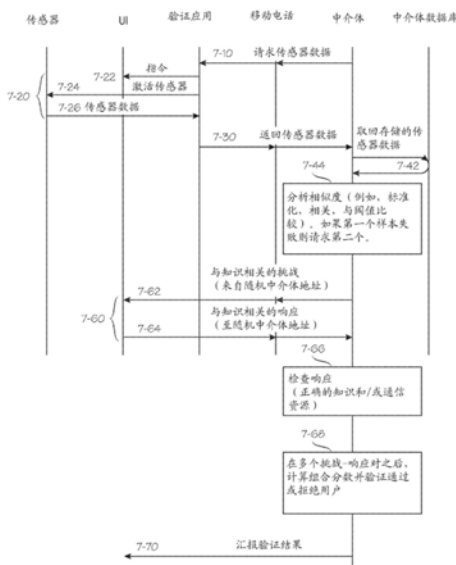 传感器 UI 验证应用 移动电话 中介体 中介体数据库
7-10 请求传感器数据
7-22 指令
7-20 7-24 激活传感器
7-26 传感器数据
7-30 返回传感器数据
取回存储的传
感器数据
7-44 7-42
分析相似度（例如，标准
化，相关，与阈值比
较）。如果第一个样本失
败则请求第二个。
与知识相关的挑战
7-62 （来自随机中介体地址）
7-60 与知识相关的响应
7-64 （至随机中介体地址）
7-66
检查响应
（正确的知识和/或通信
资源）
7-68
在多个挑战-响应对之后，
计算组合分数并验证通过
或拒绝用户
7-70 汇报验证结果